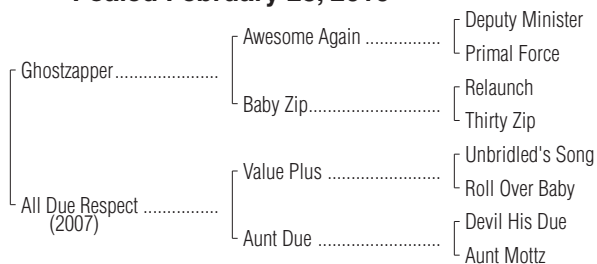 Foaled February
Deputy Minister
Awesome Again ................
Primal Force
Ghostzapper......................
Relaunch
Baby Zip............................
Thirty Zip
Unbridled's Song
Value Plus ........................
Roll Over Baby
All Due Respect ................
(2007)
Devil His Due
Aunt Due ..........................
Aunt Mottz